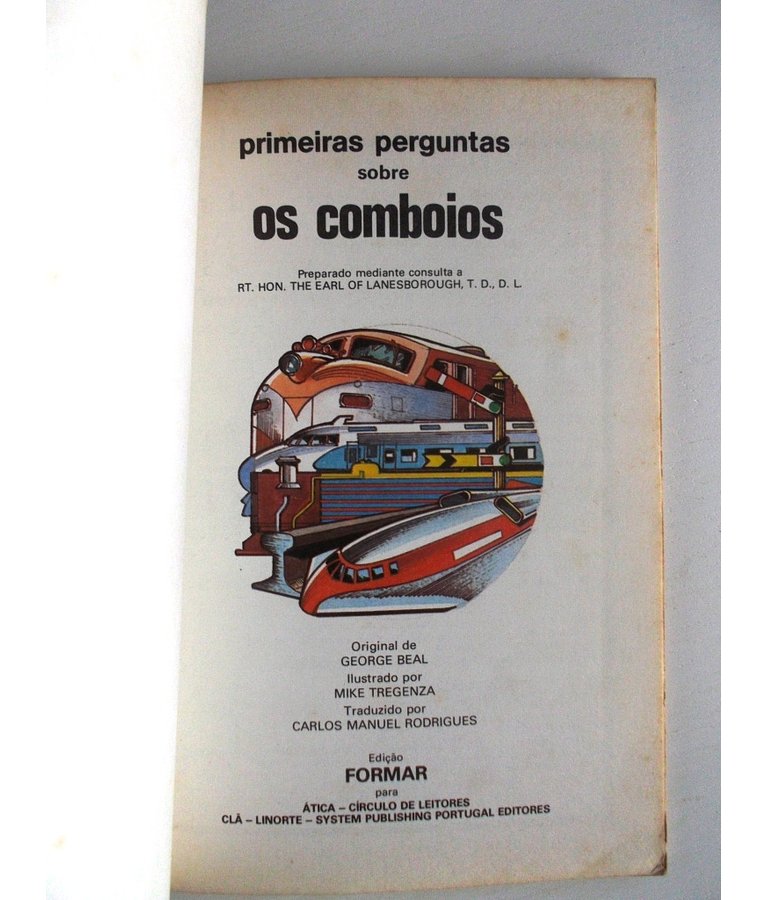 primeiras perguntas
sobre
os comboios
Preparado mediante consulta a
RT. HON. THE EARL OF LANESBOROUGH, T. D., D. L.
Original de
GEORGE BEAL
Ilustrado por
MIKE TREGENZA
Traduzido por
CARLOS MANUEL RODRIGUES
Edição
FORMAR
para
ÁTICA – CÍRCULO DE LEITORES
CLÂ – LINORTE – SYSTEM PUBLISHING PORTUGAL EDITORES